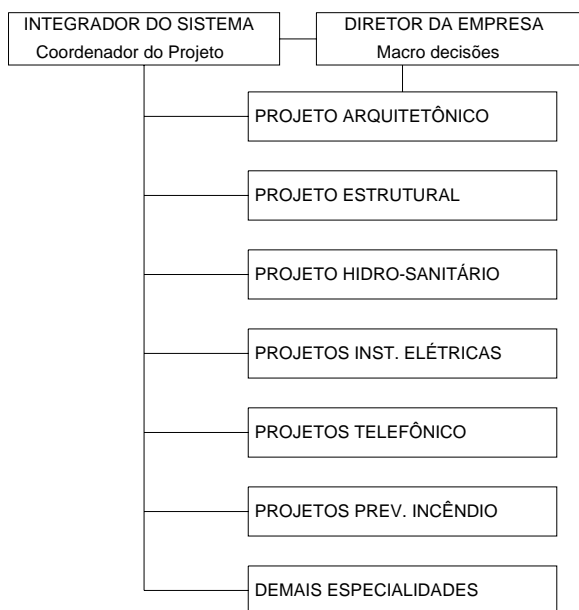 INTEGRADOR DO SISTEMA
Coordenador do Projeto
DIRETOR DA EMPRESA
Macro decisões
PROJETO ARQUITETÔNICO
PROJETO ESTRUTURAL
PROJETO HIDRO-SANITÁRIO
PROJETOS INST. ELÉTRICAS
PROJETOS TELEFÔNICO
PROJETOS PREV. INCÊNDIO
DEMAIS ESPECIALIDADES